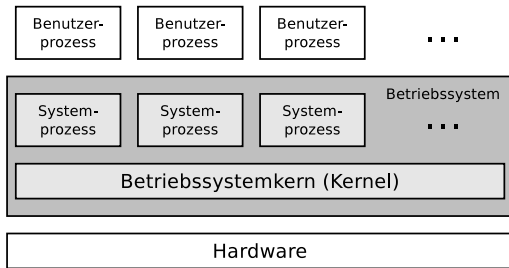 Benutzer-
prozess
Benutzer-
prozess
Benutzer-
prozess
...
Betriebssystem
System-
prozess
System-
prozess
System-
prozess
...
Betriebssystemkern (Kernel)
Hardware